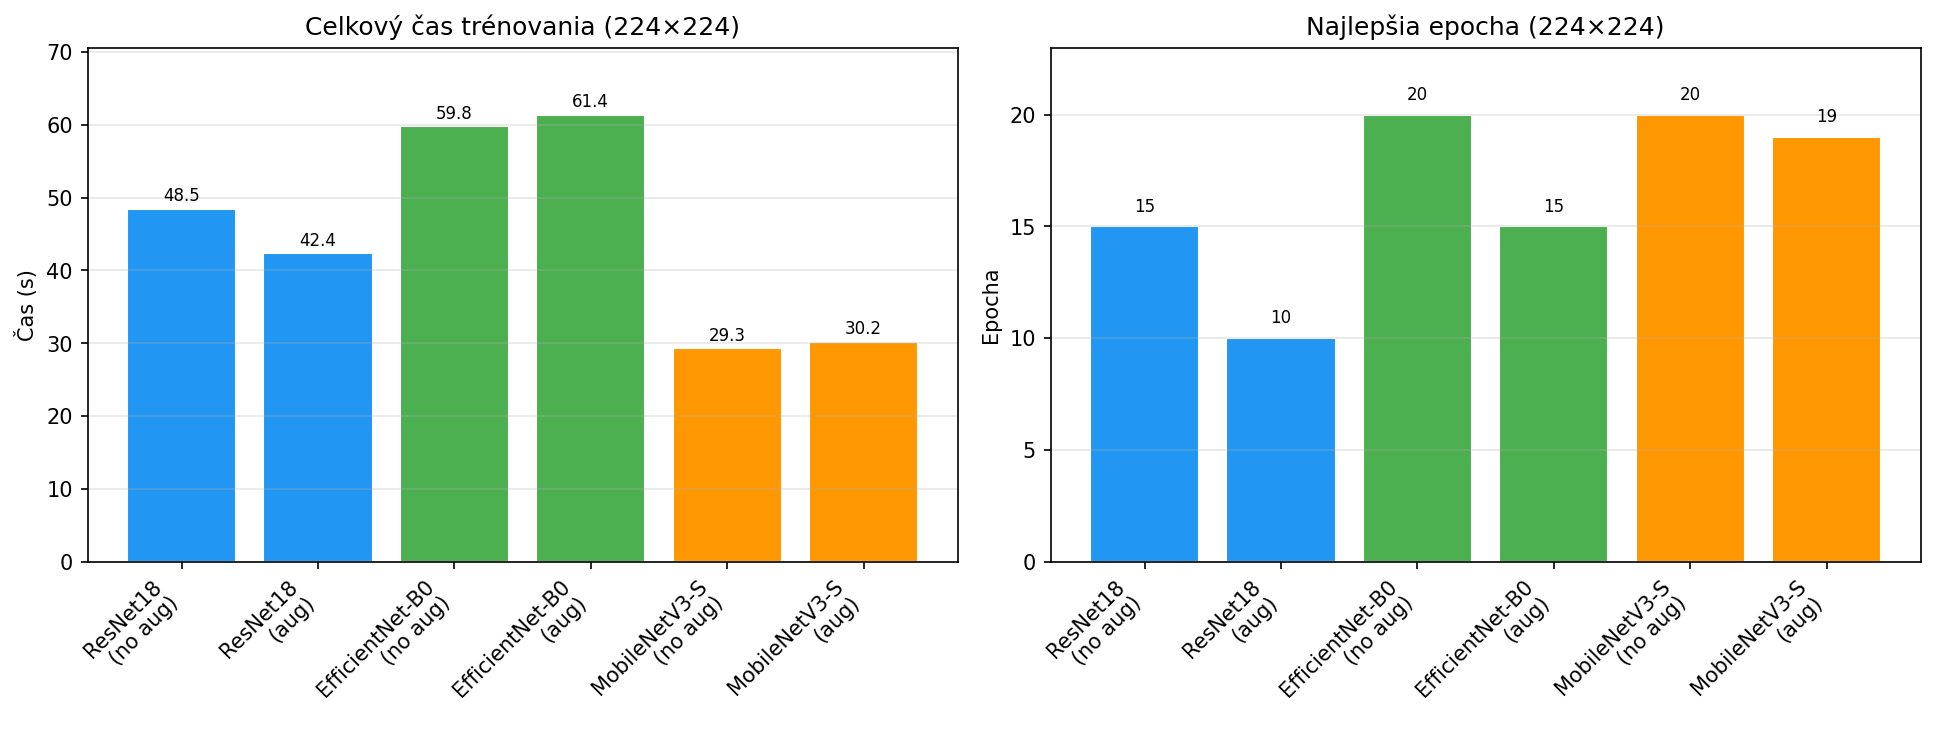 Celkový čas trénovania (224×224)
Čas (s)
70
60
50
40
30
20
10
0
48.5
42.4
59.8
61.4
29.3
30.2
ResNet18
(no aug)
ResNet18
(aug)
EfficientNet-B0
(no aug)
EfficientNet-B0
(aug)
MobileNetV3-S
(no aug)
MobileNetV3-S
(aug)
Najlepšia epocha (224×224)
Epocha
20
15
10
5
0
15
10
20
15
20
19
ResNet18
(no aug)
ResNet18
(aug)
EfficientNet-B0
(no aug)
EfficientNet-B0
(aug)
MobileNetV3-S
(no aug)
MobileNetV3-S
(aug)